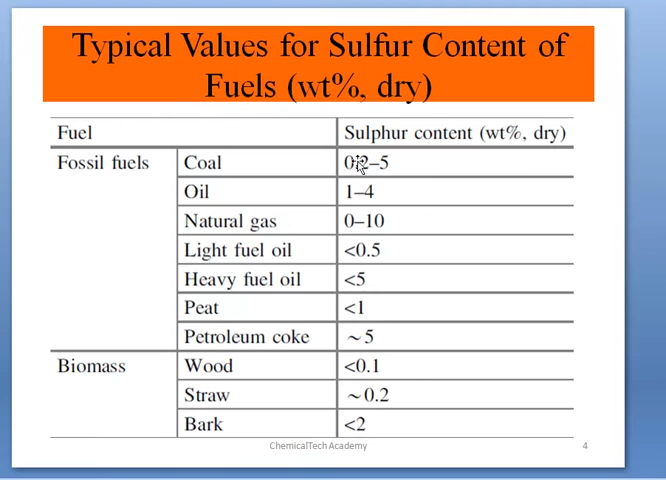 Typical Values for Sulfur Content of
Fuels (wt%, dry)
Fuel Sulphur content (wt%, dry)
Fossil fuels Coal 0.2–5
Oil 1–4
Natural gas 0–10
Light fuel oil <0.5
Heavy fuel oil <5
Peat <1
Petroleum coke ~5
Biomass Wood <0.1
Straw ~0.2
Bark <2
ChemicalTech Academy 4